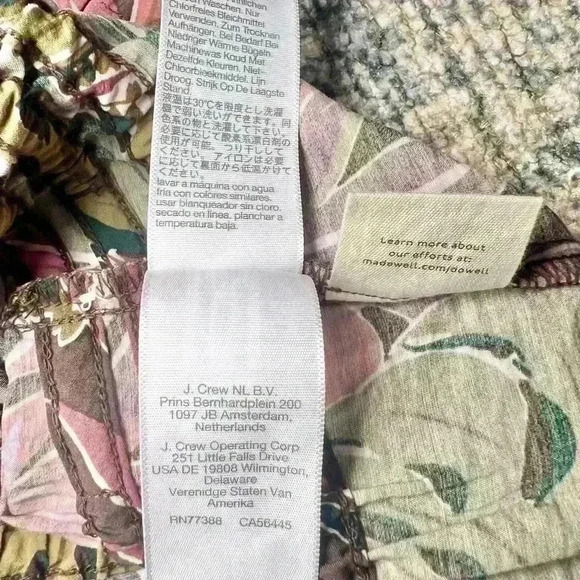 Waschen. Nur
Chlorfreies Bleichmittel
Verwenden. Zum Trocknen
Aufhängen. Bei Bedarf Bei
Niedriger Wärme Bügeln.
Machinewas Koud Met
Dezelfde Kleuren. Niet-
Chloorbleekmiddel. Lijn
Droog. Strijk Op De Laagste
Stand.
液温は30℃を限度とし洗濯
機で弱い洗いができます。同
色系の物と洗濯して下さい。
必要に応じて酸素系漂白剤の
使用が可能。つり干しして
ください。アイロンは必要
に応じて裏面から低温がけて
ください。
lavar a máquina con agua
fría con colores similares.
usar blanqueador sin cloro.
secado en línea. planchar a
temperatura baja.
Learn more about
our efforts at:
madewell.com/dowell
J. Crew NL B.V.
Prins Bernhardplein 200
1097 JB Amsterdam,
Netherlands
J. Crew Operating Corp
251 Little Falls Drive
USA DE 19808 Wilmington,
Delaware
Verenidge Staten Van
Amerika
RN77388 CA56445